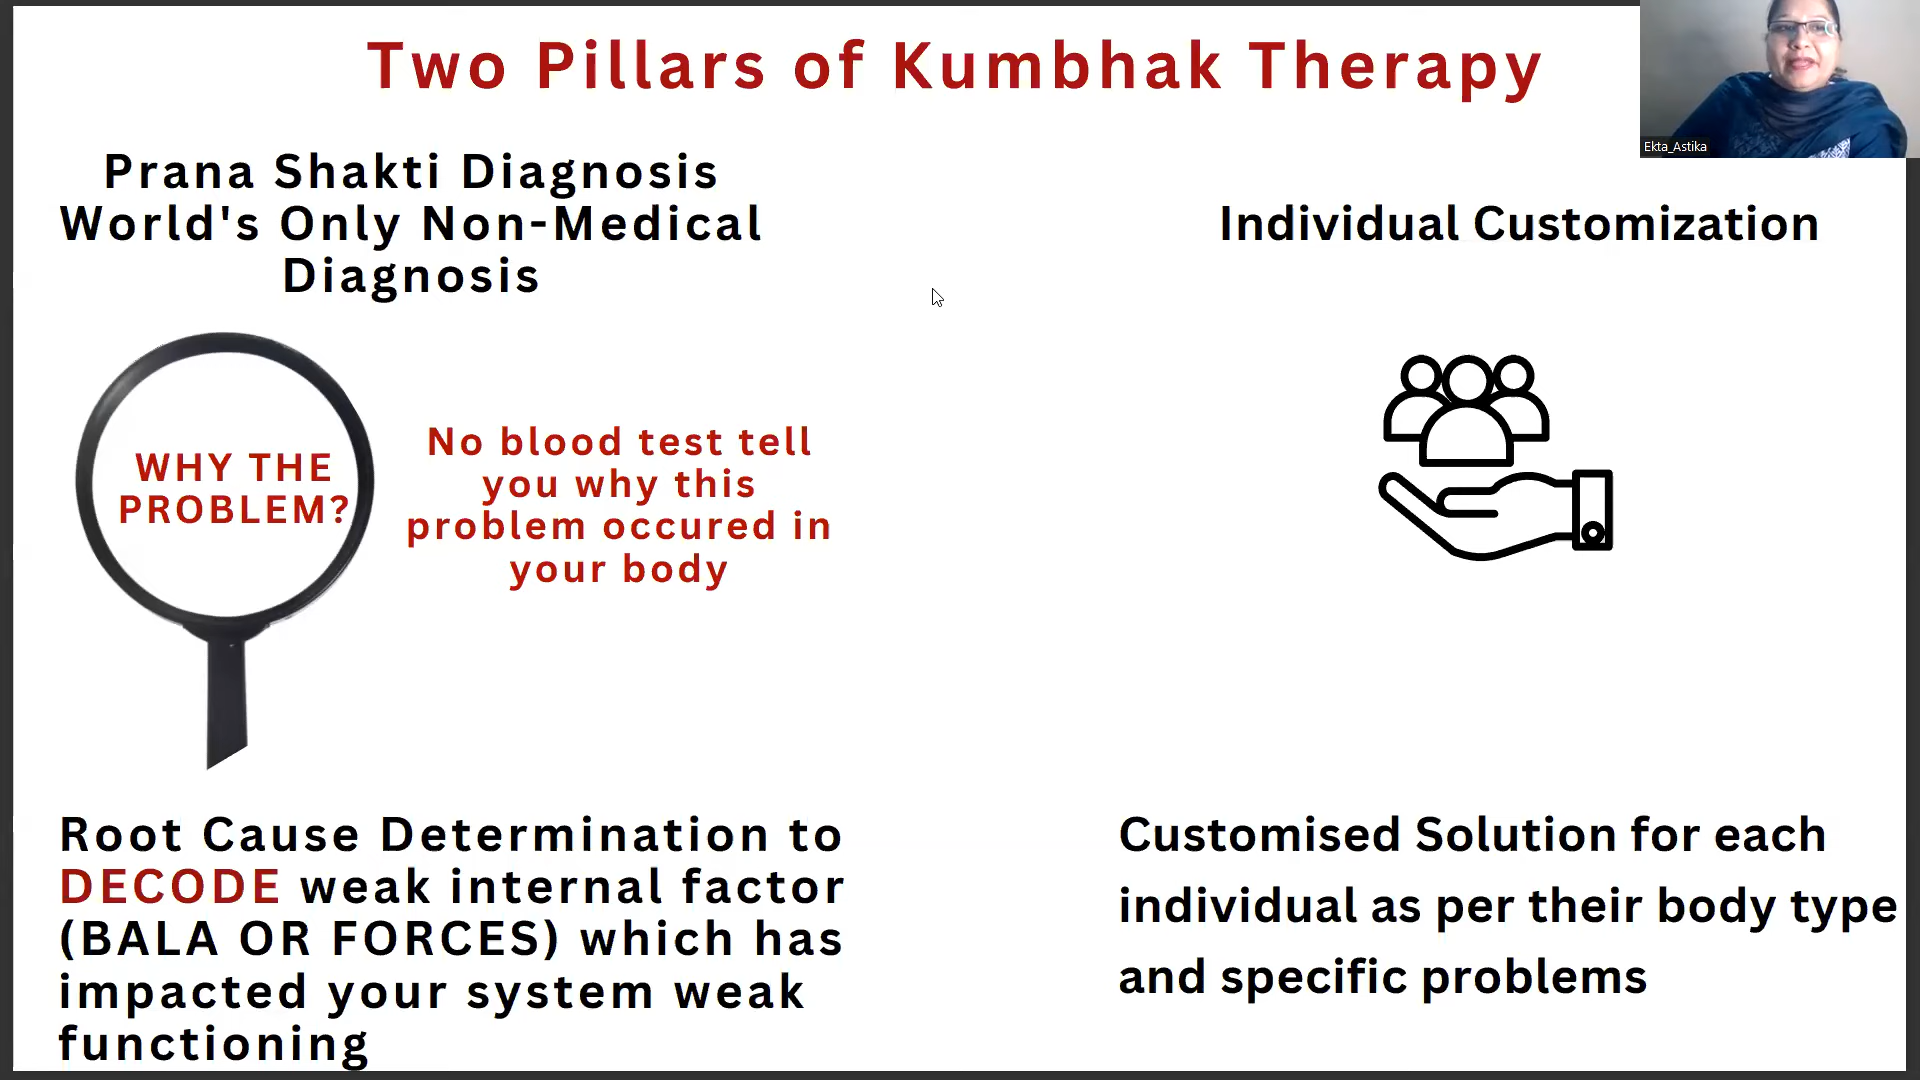 Two Pillars of Kumbhak Therapy
Ekta_Astika
Prana Shakti Diagnosis
World's Only Non-Medical
Diagnosis
Individual Customization
WHY THE
PROBLEM?
No blood test tell
you why this
problem occured in
your body
Root Cause Determination to
DECODE weak internal factor
(BALA OR FORCES) which has
impacted your system weak
functioning
Customised Solution for each
individual as per their body type
and specific problems